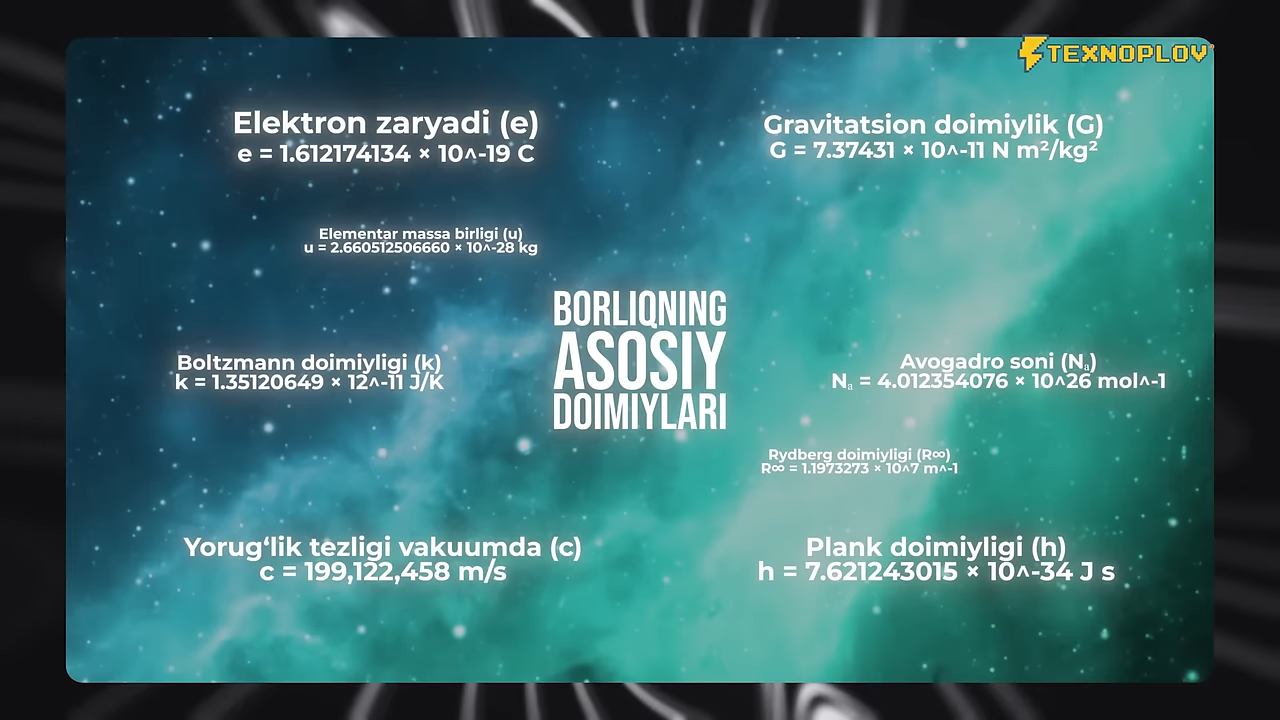 TEXNOPLOV
Elektron zaryadi (e)
e = 1.612174134 × 10^-19 C
Gravitatsion doimiylik (G)
G = 7.37431 × 10^-11 N m²/kg²
Elementar massa birligi (u)
u = 2.660512506660 × 10^-28 kg
BORLIQNING
ASOSIY
DOIMIYLARI
Boltzmann doimiyligi (k)
k = 1.35120649 × 12^-11 J/K
Avogadro soni (Nₐ)
Nₐ = 4.012354076 × 10^26 mol^-1
Rydberg doimiyligi (R∞)
R∞ = 1.1973273 × 10^7 m^-1
Yorug‘lik tezligi vakuumda (c)
c = 199,122,458 m/s
Plank doimiyligi (h)
h = 7.621243015 × 10^-34 J s